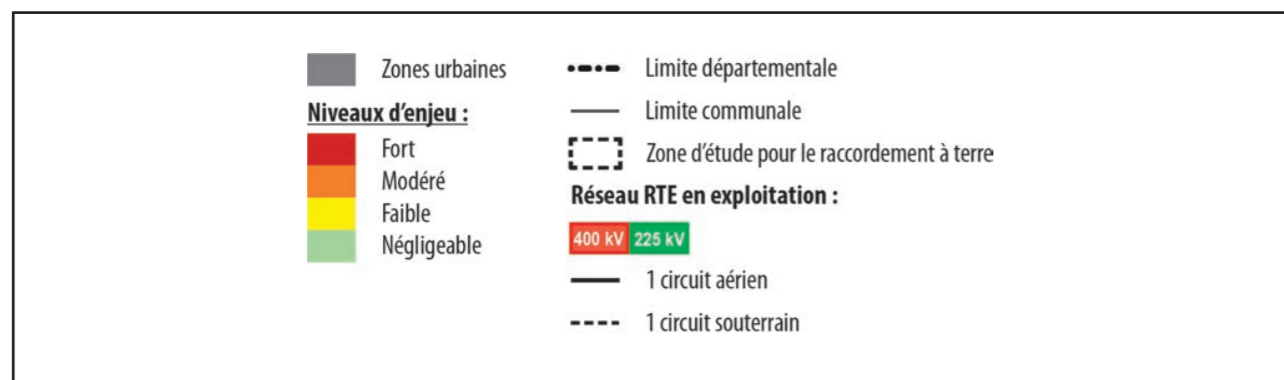 Zones urbaines
Niveaux d'enjeu :
Fort
Modéré
Faible
Négligeable
Limite départementale
Limite communale
Zone d'étude pour le raccordement à terre
Réseau RTE en exploitation :
400 kV 225 kV
1 circuit aérien
1 circuit souterrain